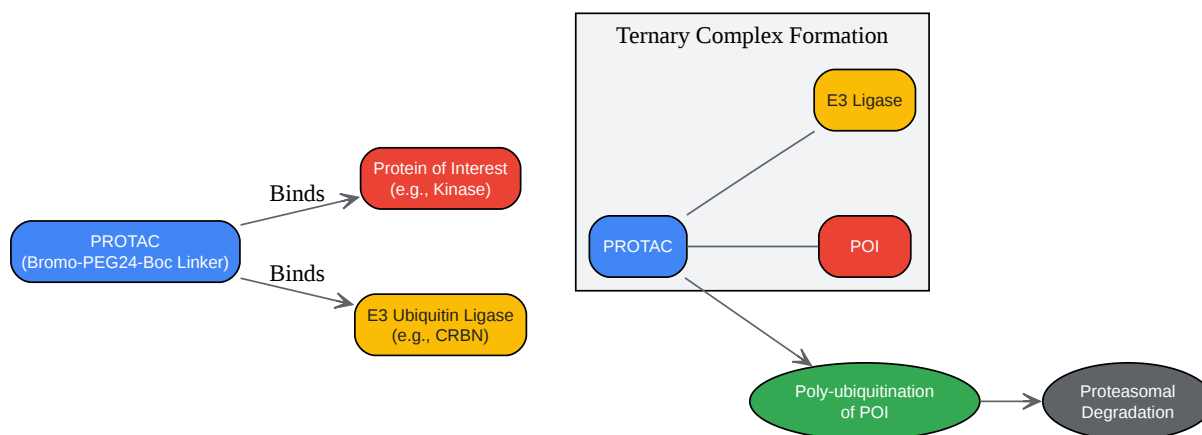 PROTAC
(Bromo-PEG24-Boc Linker)
Binds
Binds
Protein of Interest
(e.g., Kinase)
E3 Ubiquitin Ligase
(e.g., CRBN)
Ternary Complex Formation
E3 Ligase
PROTAC
POI
Poly-ubiquitination
of POI
Proteasomal
Degradation